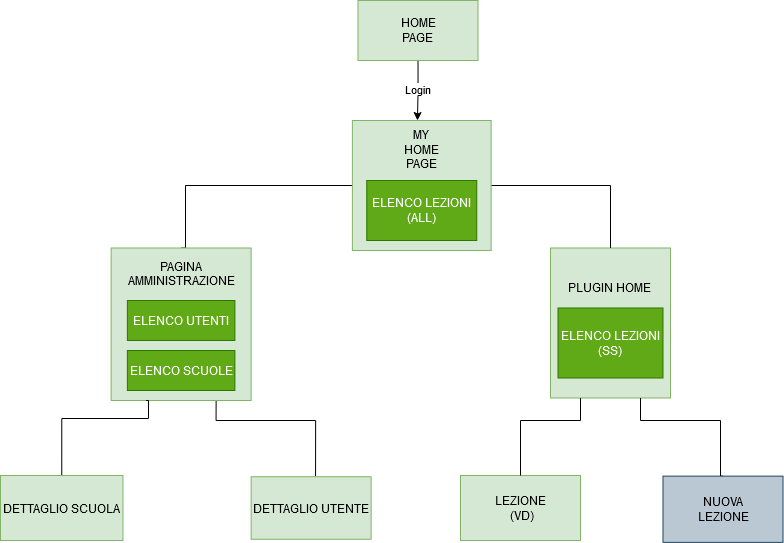 HOME
PAGE
Login
MY
HOME
PAGE
ELENCO LEZIONI
(ALL)
PAGINA
AMMINISTRAZIONE
ELENCO UTENTI
ELENCO SCUOLE
PLUGIN HOME
ELENCO LEZIONI
(SS)
DETTAGLIO SCUOLA
DETTAGLIO UTENTE
LEZIONE
(VD)
NUOVA
LEZIONE